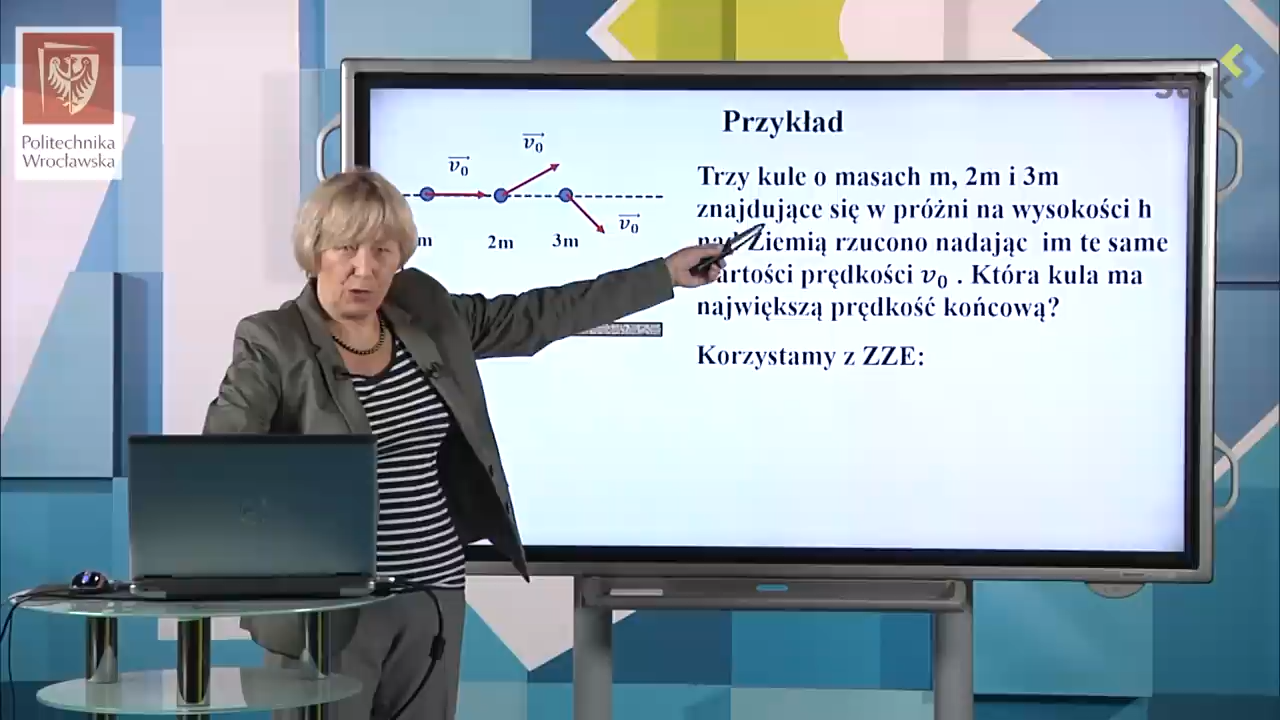 Politechnika
Wrocławska
Przykład
v₀
v₀
v₀
m
2m
3m
Trzy kule o masach m, 2m i 3m
znajdujące się w próżni na wysokości h
nad Ziemią rzucono nadając im te same
wartości prędkości v₀ . Która kula ma
największą prędkość końcową?
Korzystamy z ZZE: